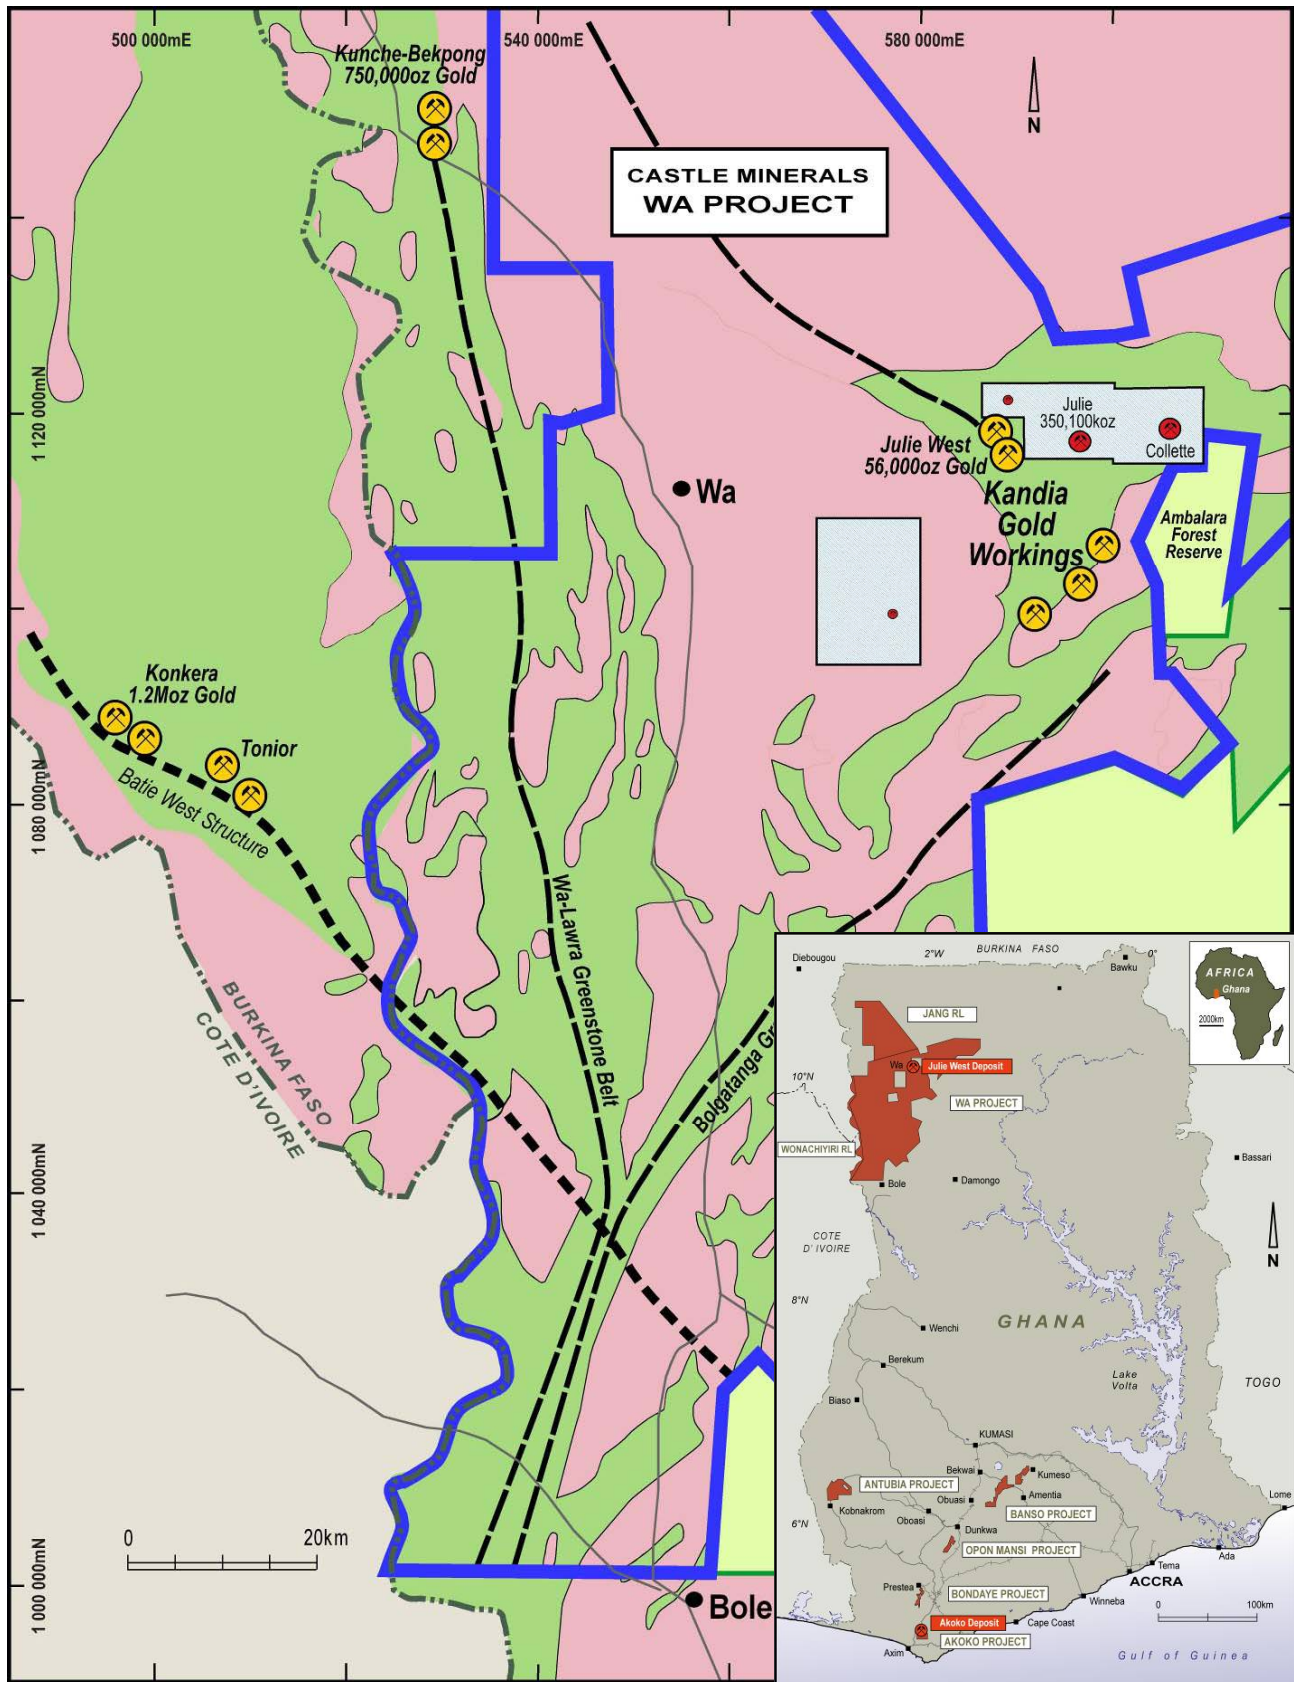 500 000mE
540 000mE
580 000mE
Kunche-Bekpong
750,000oz Gold
N
CASTLE MINERALS
WA PROJECT
1 120 000mN
Julie
350,100koz
Collette
Julie West
56,000oz Gold
Wa
Kandia
Gold
Workings
Ambalara
Forest
Reserve
Konkera
1.2Moz Gold
Tonior
Batie West Structure
1 080 000mN
Wa-Lawra Greenstone Belt
Bolgatanga Gr
BURKINA FASO
COTE D'IVOIRE
1 040 000mN
0
20km
1 000 000mN
Bole
Diebougou
2°W
BURKINA FASO
Bawku
0°
AFRICA
Ghana
2000km
JANG RL
Wa
Julie West Deposit
10°N
WA PROJECT
WONACHIYIRI RL
Bassari
Bole
Damongo
COTE
D' IVOIRE
N
8°N
GHANA
Wenchi
Berekum
Lake
Volta
TOGO
Biaso
KUMASI
Bekwai
Kumeso
ANTUBIA PROJECT
Obuasi
Amentia
Lome
Kobnakrom
Oboasi
BANSO PROJECT
6°N
Dunkwa
OPON MANSI PROJECT
Ada
Tema
ACCRA
Prestea
BONDAYE PROJECT
Winneba
0
100km
Akoko Deposit
Cape Coast
AKOKO PROJECT
Axim
Gulf of Guinea